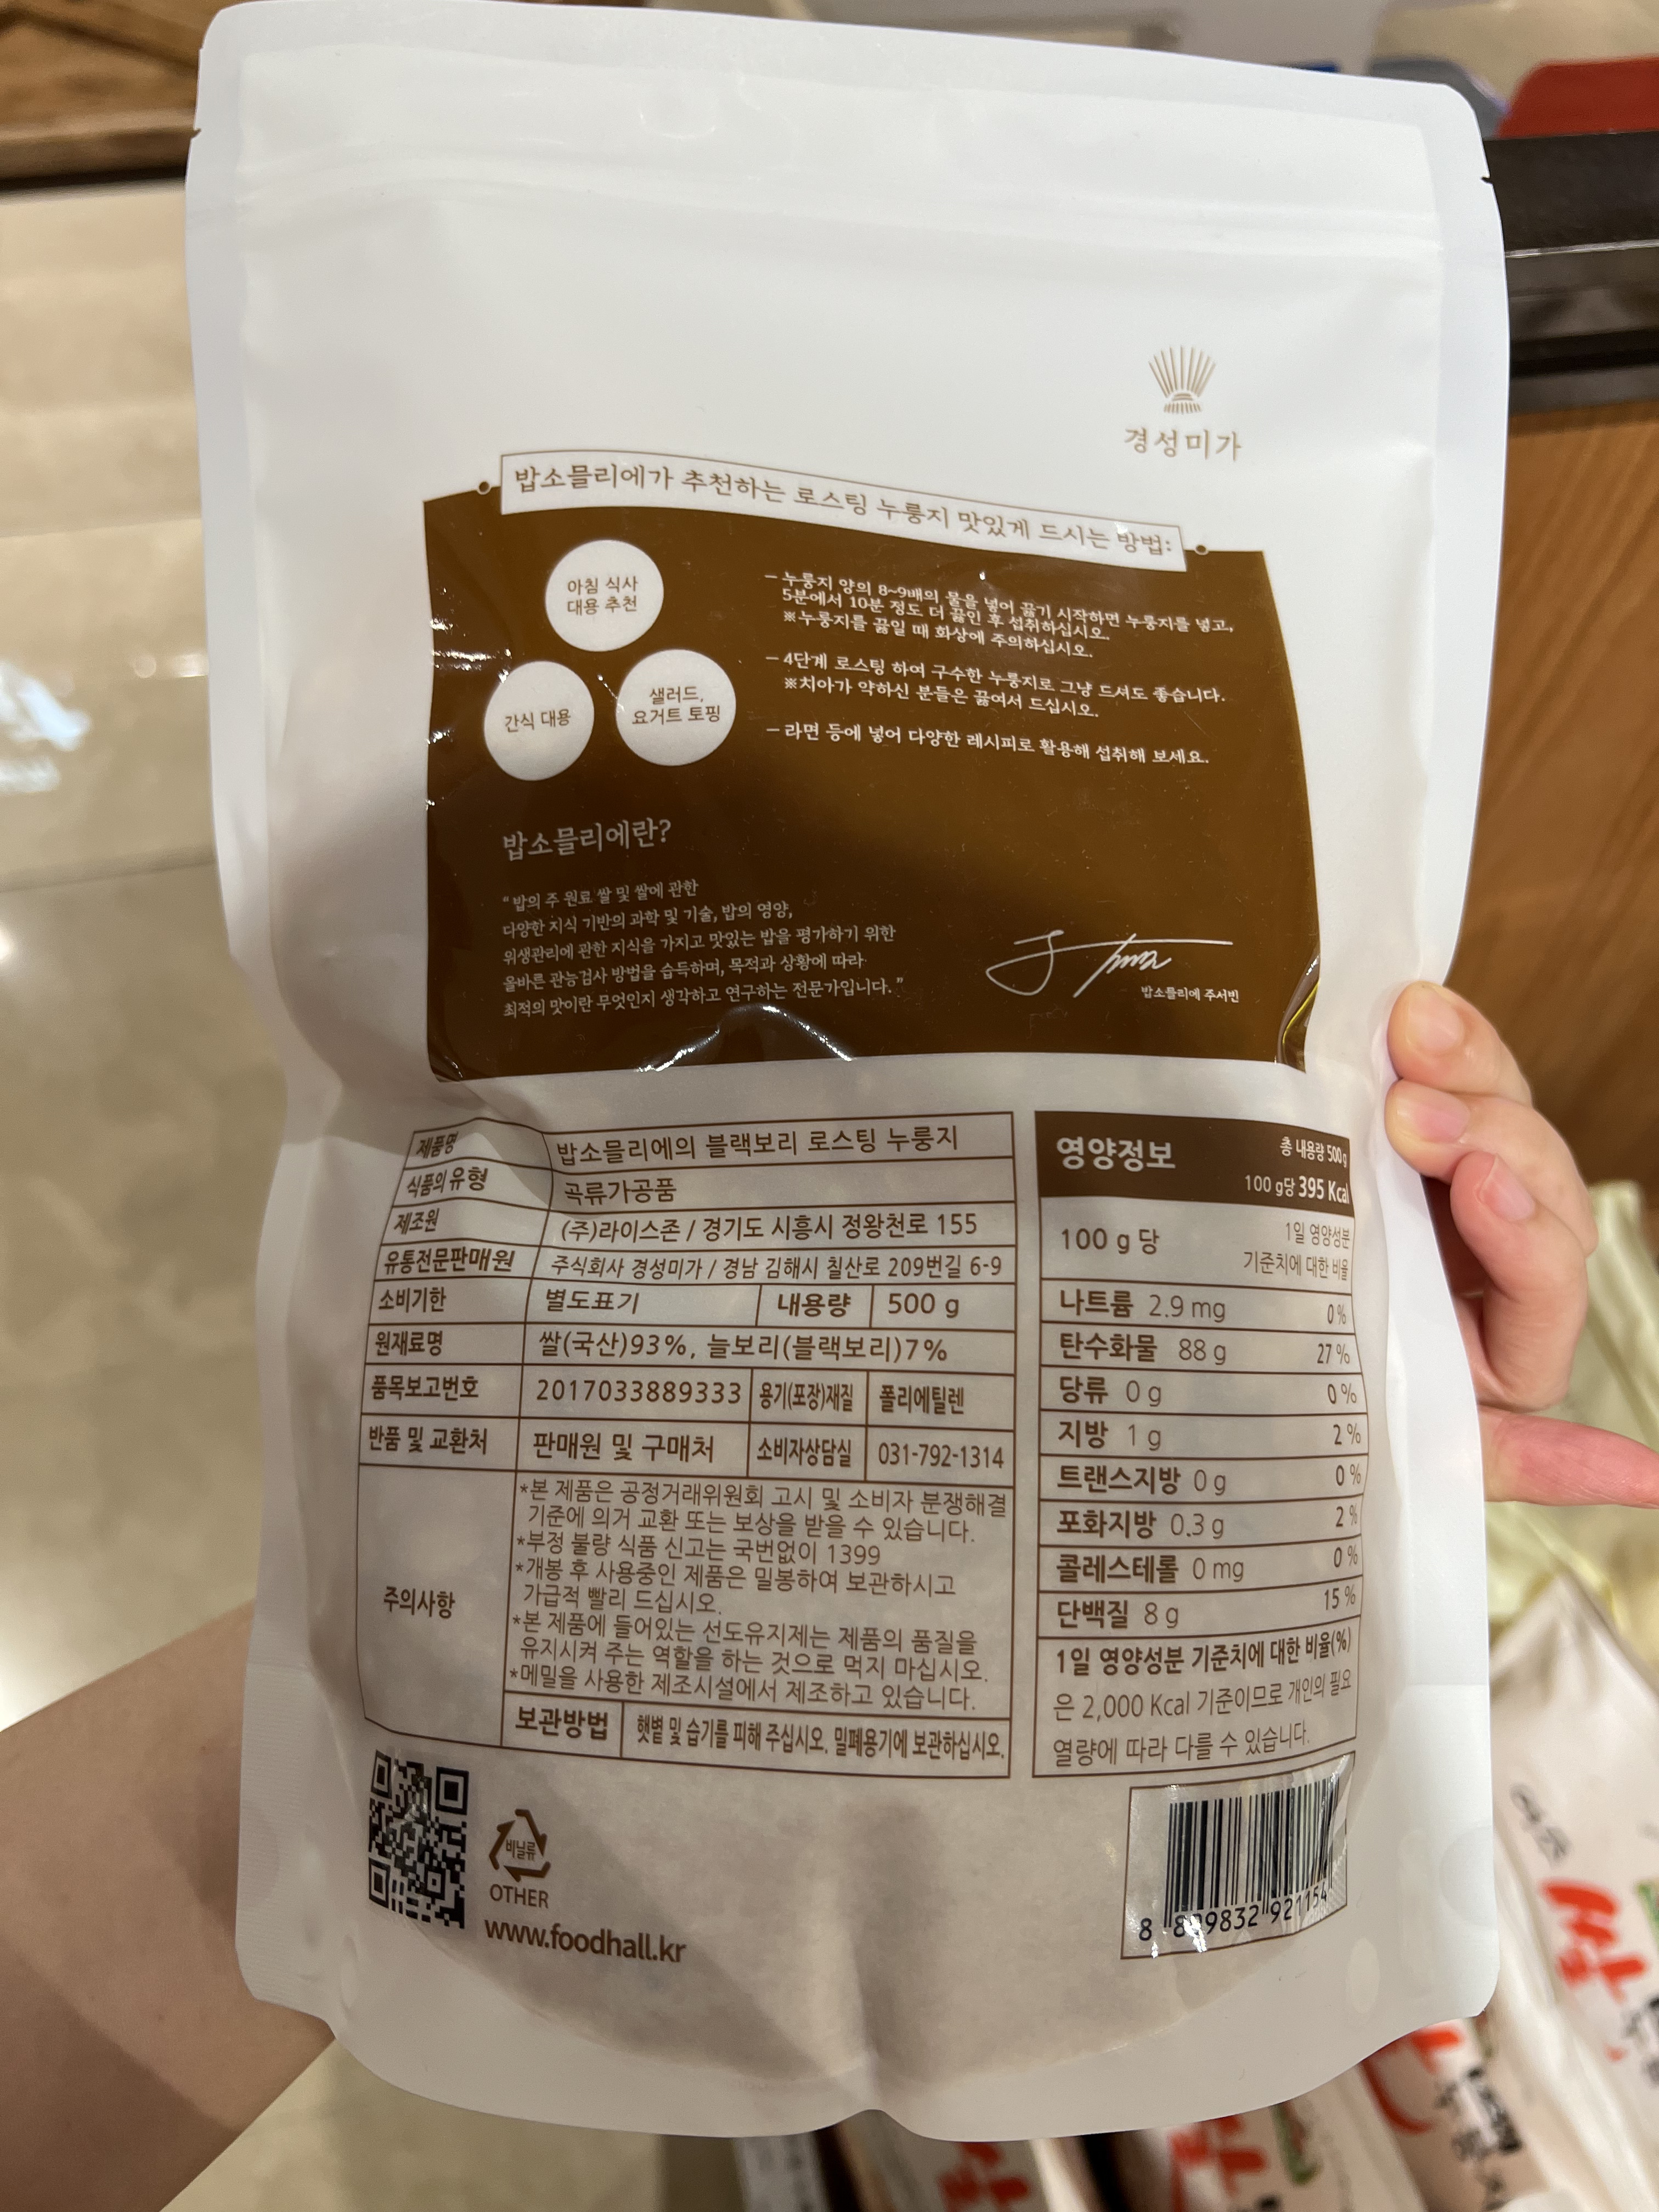 경성미가
밥소믈리에가 추천하는 로스팅 누룽지 맛있게 드시는 방법:
아침 식사
대용 추천
간식 대용
샐러드,
요거트 토핑
– 누룽지 양의 8~9배의 물을 넣어 끓기 시작하면 누룽지를 넣고,
5분에서 10분 정도 더 끓인 후 섭취하십시오.
※누룽지를 끓일 때 화상에 주의하십시오.
– 4단계 로스팅 하여 구수한 누룽지로 그냥 드셔도 좋습니다.
※치아가 약하신 분들은 끓여서 드십시오.
– 라면 등에 넣어 다양한 레시피로 활용해 섭취해 보세요.
밥소믈리에란?
“ 밥의 주 원료 쌀 및 쌀에 관한
다양한 지식 기반의 과학 및 기술, 밥의 영양,
위생관리에 관한 지식을 가지고 맛있는 밥을 평가하기 위한
올바른 관능검사 방법을 습득하며, 목적과 상황에 따라
최적의 맛이란 무엇인지 생각하고 연구하는 전문가입니다. ”
밥소믈리에 주서빈
제품명 밥소믈리에의 블랙보리 로스팅 누룽지
식품의 유형 곡류가공품
제조원 (주)라이스존 / 경기도 시흥시 정왕천로 155
유통전문판매원 주식회사 경성미가 / 경남 김해시 칠산로 209번길 6-9
소비기한 별도표기 내용량 500 g
원재료명 쌀(국산)93%, 늘보리(블랙보리)7%
품목보고번호 2017033889333 용기(포장)재질 폴리에틸렌
반품 및 교환처 판매원 및 구매처 소비자상담실 031-792-1314
주의사항
*본 제품은 공정거래위원회 고시 및 소비자 분쟁해결
기준에 의거 교환 또는 보상을 받을 수 있습니다.
*부정 불량 식품 신고는 국번없이 1399
*개봉 후 사용중인 제품은 밀봉하여 보관하시고
가급적 빨리 드십시오.
*본 제품에 들어있는 선도유지제는 제품의 품질을
유지시켜 주는 역할을 하는 것으로 먹지 마십시오.
*메밀을 사용한 제조시설에서 제조하고 있습니다.
보관방법 햇볕 및 습기를 피해 주십시오. 밀폐용기에 보관하십시오.
영양정보
총 내용량 500g
100 g당 395 Kcal
100 g 당
1일 영양성분
기준치에 대한 비율
나트륨 2.9 mg 0%
탄수화물 88 g 27 %
당류 0 g 0 %
지방 1 g 2 %
트랜스지방 0 g 0 %
포화지방 0.3 g 2 %
콜레스테롤 0 mg 0 %
단백질 8 g 15 %
1일 영양성분 기준치에 대한 비율(%)
은 2,000 Kcal 기준이므로 개인의 필요
열량에 따라 다를 수 있습니다.
비닐류
OTHER
www.foodhall.kr
8 809832 921154